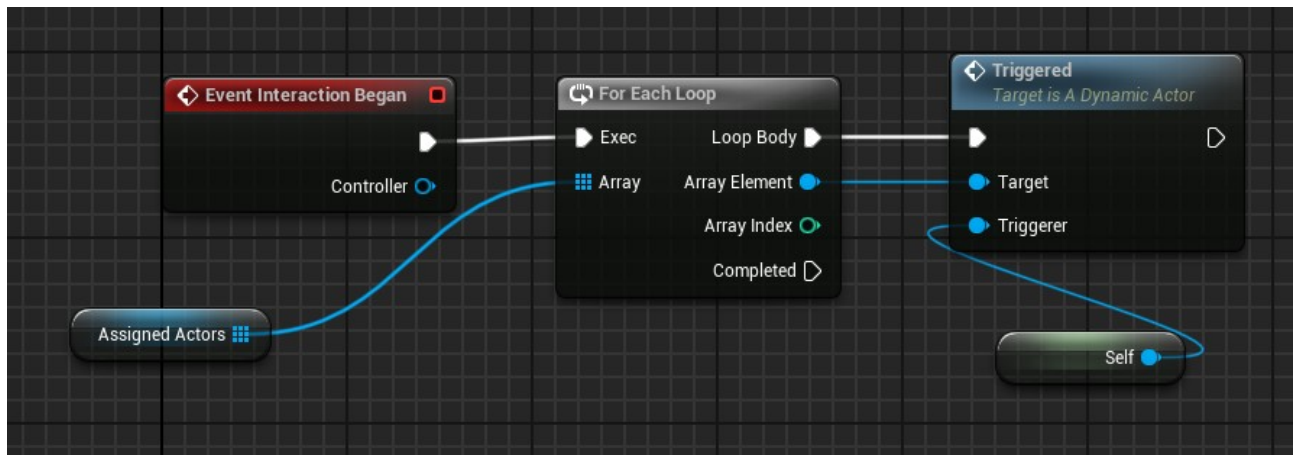 Event Interaction Began
Controller
Assigned Actors
For Each Loop
Exec
Loop Body
Array
Array Element
Array Index
Completed
Triggered
Target is A Dynamic Actor
Target
Triggerer
Self